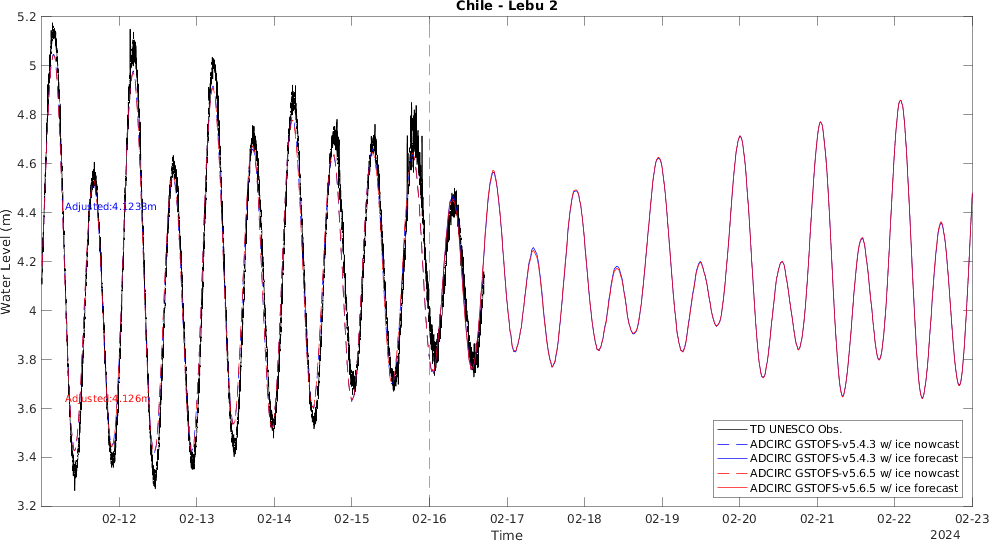 Chile - Lebu 2
5.2
5
4.8
4.6
4.4
4.2
4
3.8
3.6
3.4
3.2
Water Level (m)
Adjusted:4.1233m
Adjusted:4.126m
TD UNESCO Obs.
ADCIRC GSTOFS-v5.4.3 w/ ice nowcast
ADCIRC GSTOFS-v5.4.3 w/ ice forecast
ADCIRC GSTOFS-v5.6.5 w/ ice nowcast
ADCIRC GSTOFS-v5.6.5 w/ ice forecast
02-12 02-13 02-14 02-15 02-16 02-17 02-18 02-19 02-20 02-21 02-22 02-23
Time
2024